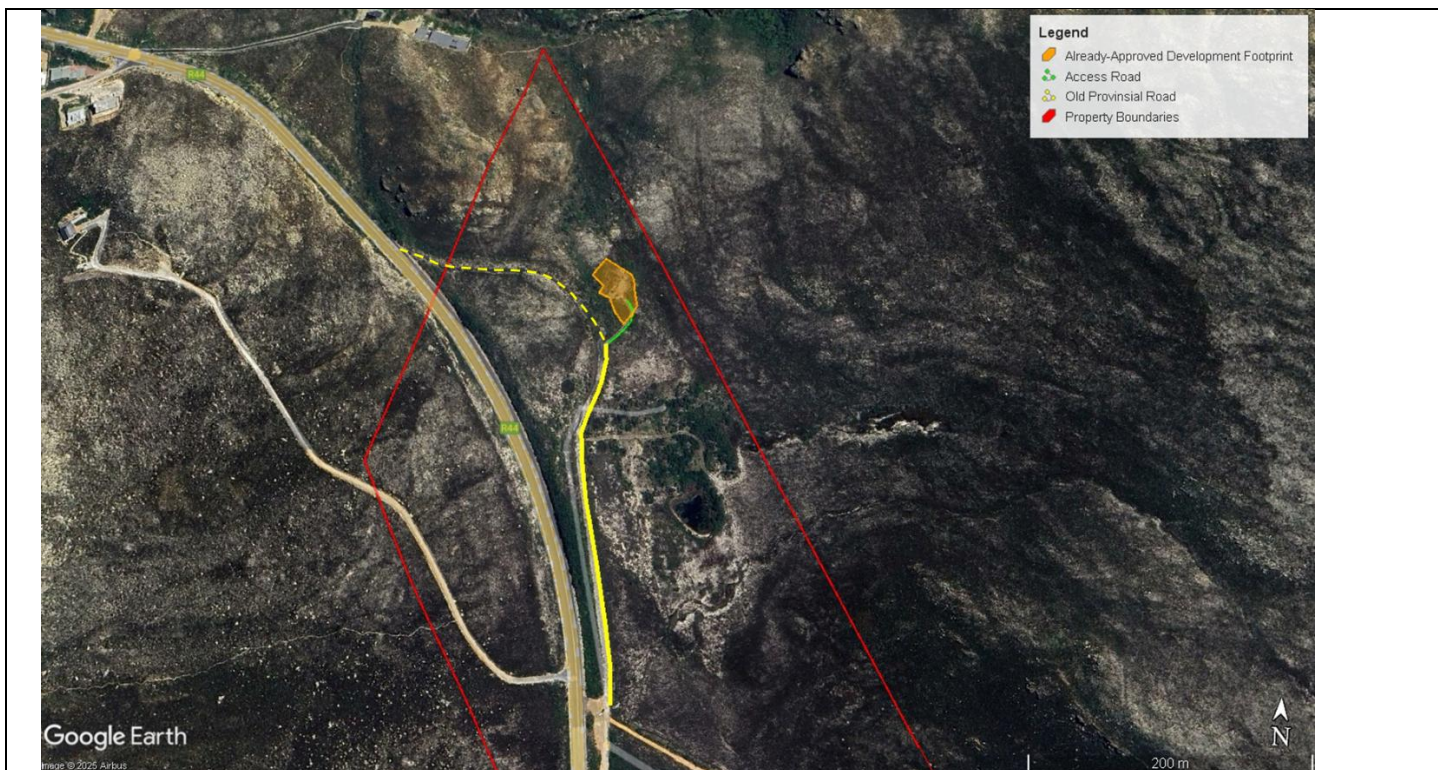 Legend
Already-Approved Development Footprint
Access Road
Old Provinsial Road
Property Boundaries
R44
R44
N
Google Earth
Image © 2025 Airbus
200 m